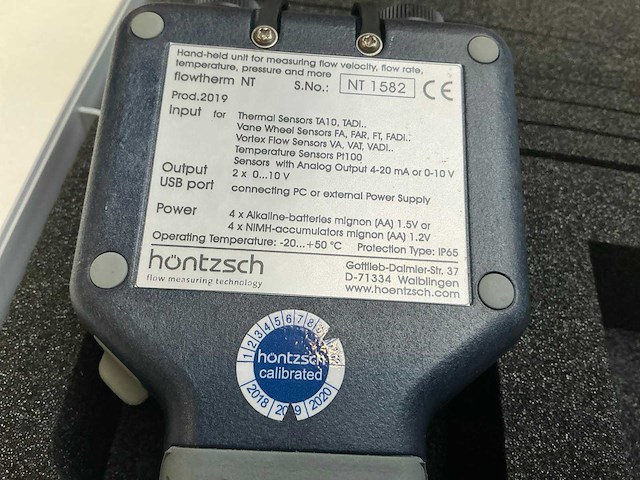 Hand-held unit for measuring flow velocity, flow rate,
temperature, pressure and more
flowtherm NT S.No.: NT 1582 CE
Prod.2019
Input for Thermal Sensors TA10, TADI..
Vane Wheel Sensors FA, FAR, FT, FADI..
Vortex Flow Sensors VA, VAT, VADI..
Temperature Sensors Pt100
Sensors with Analog Output 4-20 mA or 0-10 V
Output 2 x 0...10 V
USB port connecting PC or external Power Supply
Power 4 x Alkaline-batteries mignon (AA) 1.5V or
4 x NiMH-accumulators mignon (AA) 1.2V
Operating Temperature: -20...+50 °C Protection Type: IP65
höntzsch
flow measuring technology
Gottlieb-Daimler-Str. 37
D-71334 Waiblingen
www.hoentzsch.com
1 2 3 4 5 6 7 8
höntzsch
calibrated
2018 2019 2020